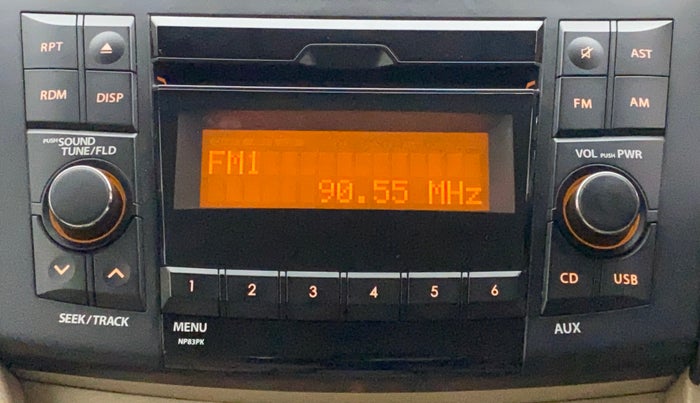 RPT
AST
RDM
DISP
FM
AM
PUSH SOUND
TUNE/FLD
VOL PUSH PWR
FM1
90.55 MHz
1 2 3 4 5 6
CD
USB
SEEK/TRACK
MENU
NP83PK
AUX